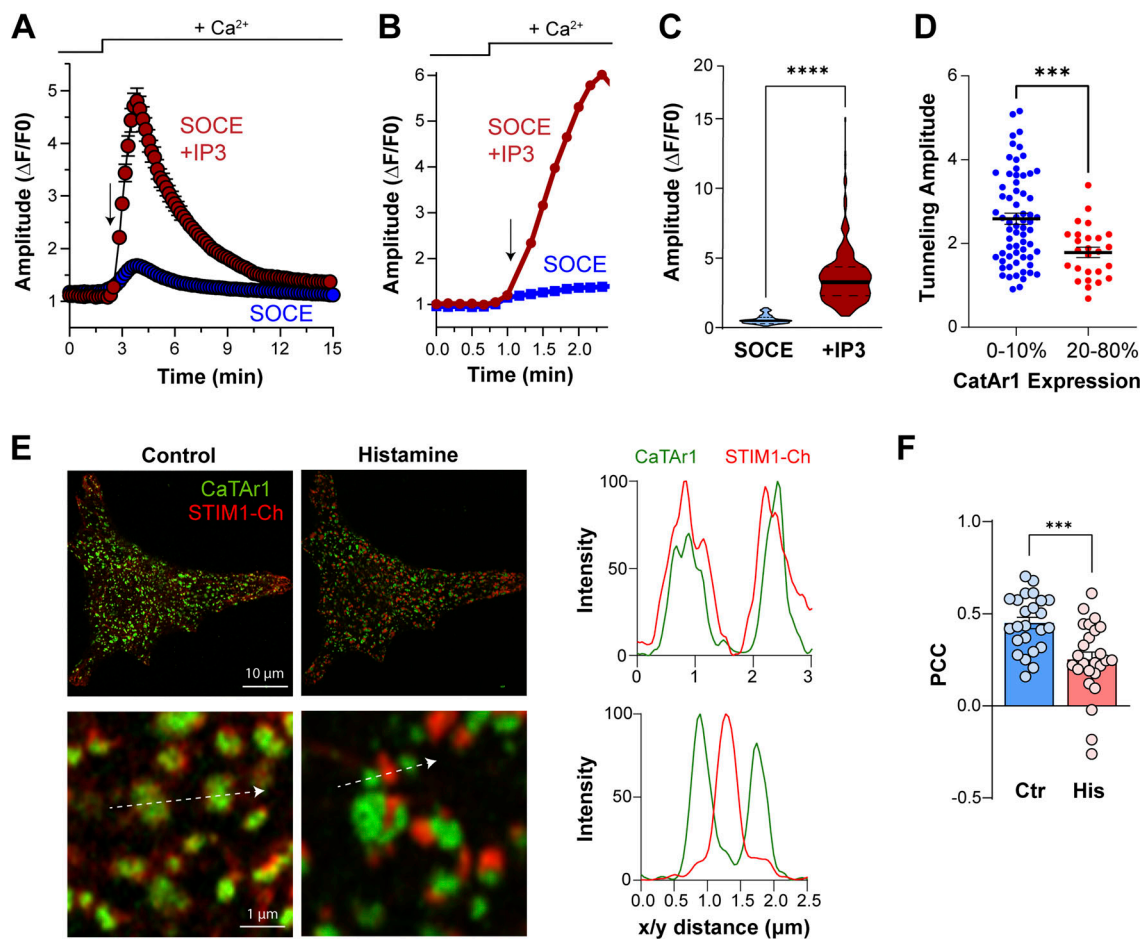 A
+ Ca²⁺
Amplitude (ΔF/F0)
6
5
4
3
2
1
SOCE
+IP3
SOCE
0
3
6
9
12
15
Time (min)
B
+ Ca²⁺
Amplitude (ΔF/F0)
6
5
4
3
2
1
SOCE
+IP3
SOCE
0.0
0.5
1.0
1.5
2.0
Time (min)
C
****
Amplitude (ΔF/F0)
20
15
10
5
0
SOCE
+IP3
D
***
Tunneling Amplitude
6
4
2
0
0-10%
20-80%
CatAr1 Expression
E
Control
Histamine
CaTAr1
STIM1-Ch
10 µm
1 µm
CaTAr1
STIM1-Ch
Intensity
100
50
0
0
1
2
3
Intensity
100
50
0
0.0
0.5
1.0
1.5
2.0
2.5
x/y distance (µm)
F
***
PCC
1.0
0.5
0.0
-0.5
Ctr
His